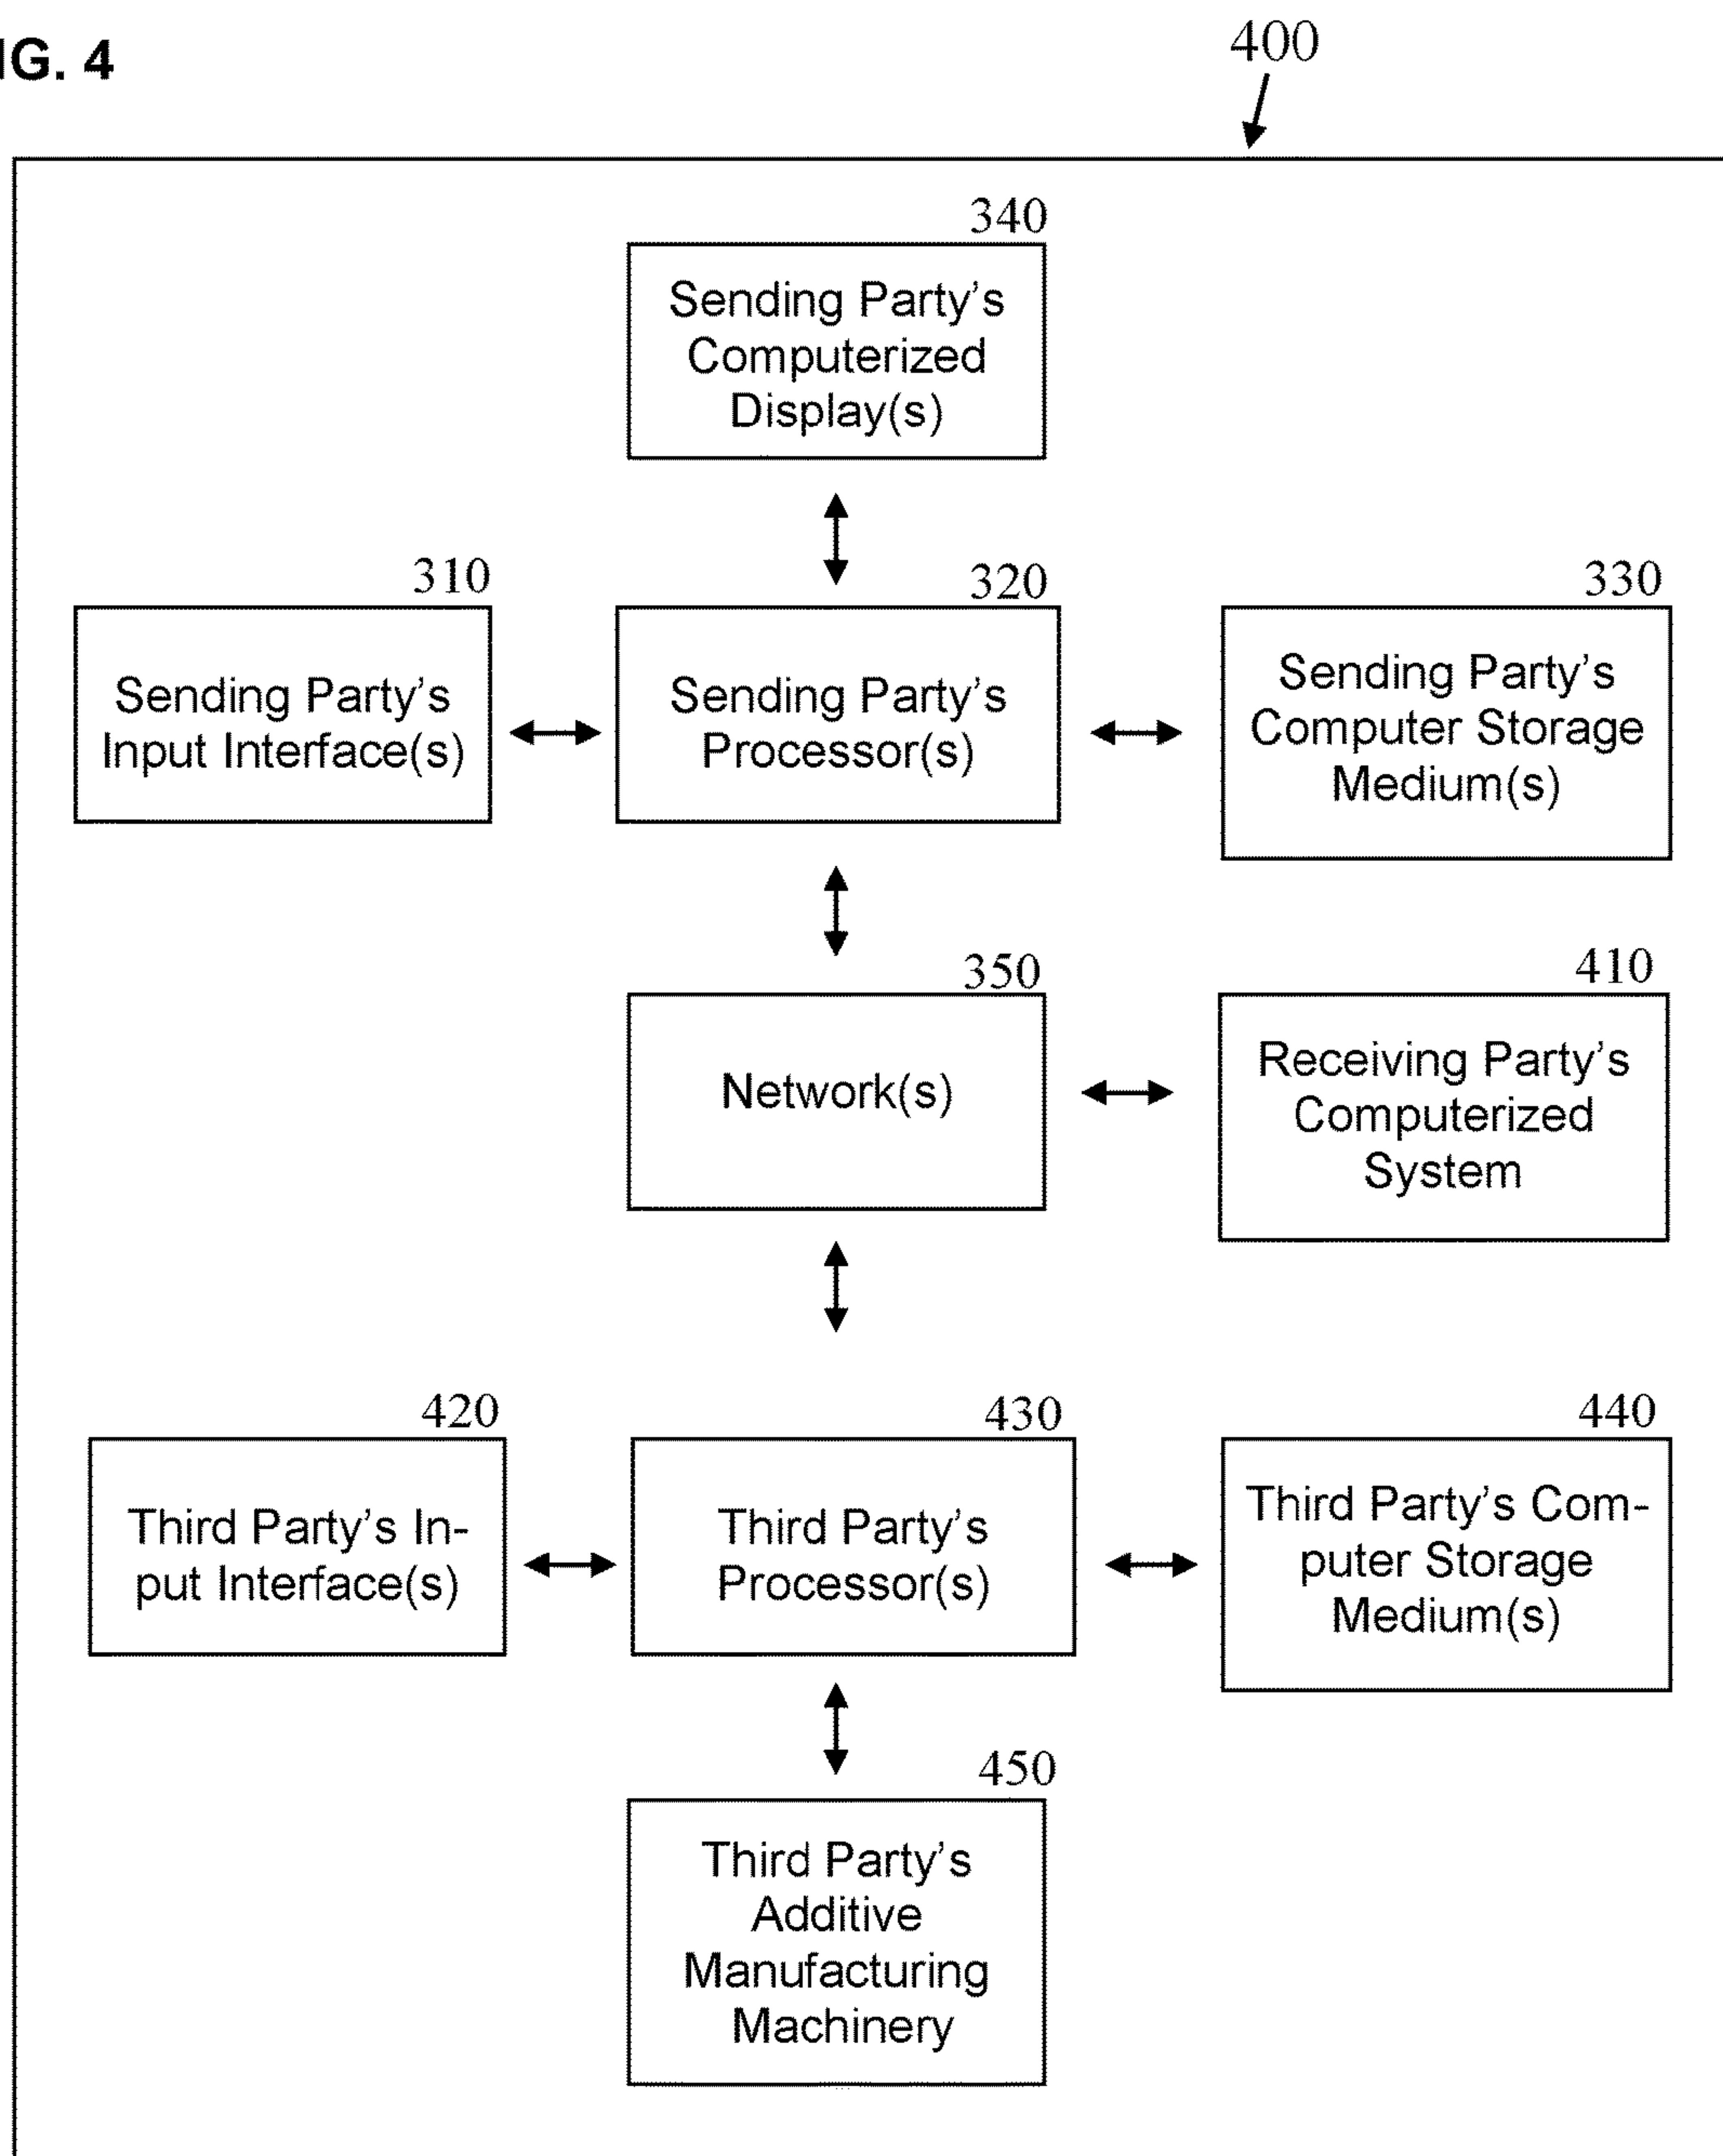 IG. 4
400
340
Sending Party's
Computerized
Display(s)
310
Sending Party's
Input Interface(s)
320
Sending Party's
Processor(s)
330
Sending Party's
Computer Storage
Medium(s)
350
Network(s)
410
Receiving Party's
Computerized
System
420
Third Party's In-
put Interface(s)
430
Third Party's
Processor(s)
440
Third Party's Com-
puter Storage
Medium(s)
450
Third Party's
Additive
Manufacturing
Machinery